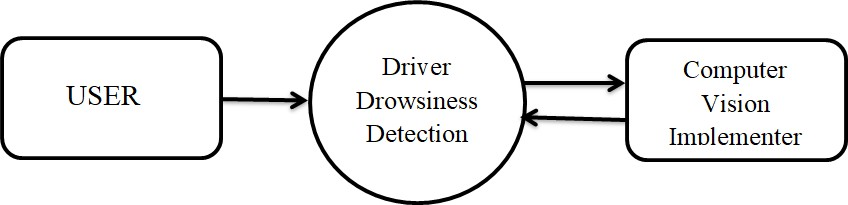 USER
Driver
Drowsiness
Detection
Computer
Vision
Implementer